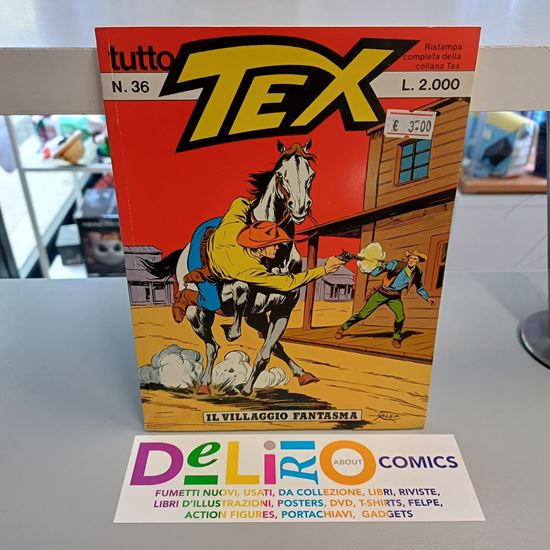 tutto
TEX
Ristampa
completa della
collana Tex
N. 36
L. 2.000
€ 3.00
IL VILLAGGIO FANTASMA
GALEP
DeLiRiO
ABOUT
COMICS
FUMETTI NUOVI, USATI, DA COLLEZIONE, LIBRI, RIVISTE,
LIBRI D'ILLUSTRAZIONI, POSTERS, DVD, T-SHIRTS, FELPE,
ACTION FIGURES, PORTACHIAVI, GADGETS